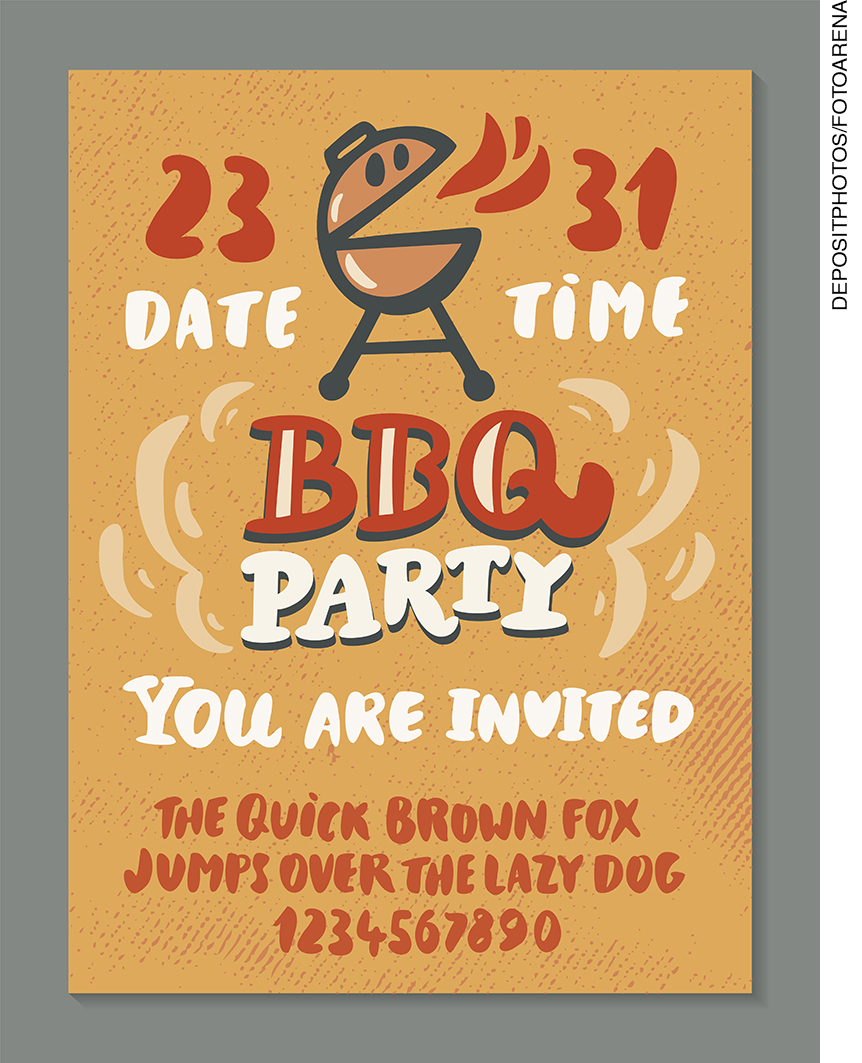 23 31
DATE TiME
BBQ
PARTY
YOU ARE INVITED
THE QUiCK BROWN FOX
JUMPS OVER THE LAZY DOG
1234567890
DEPOSITPHOTOS/FOTOARENA